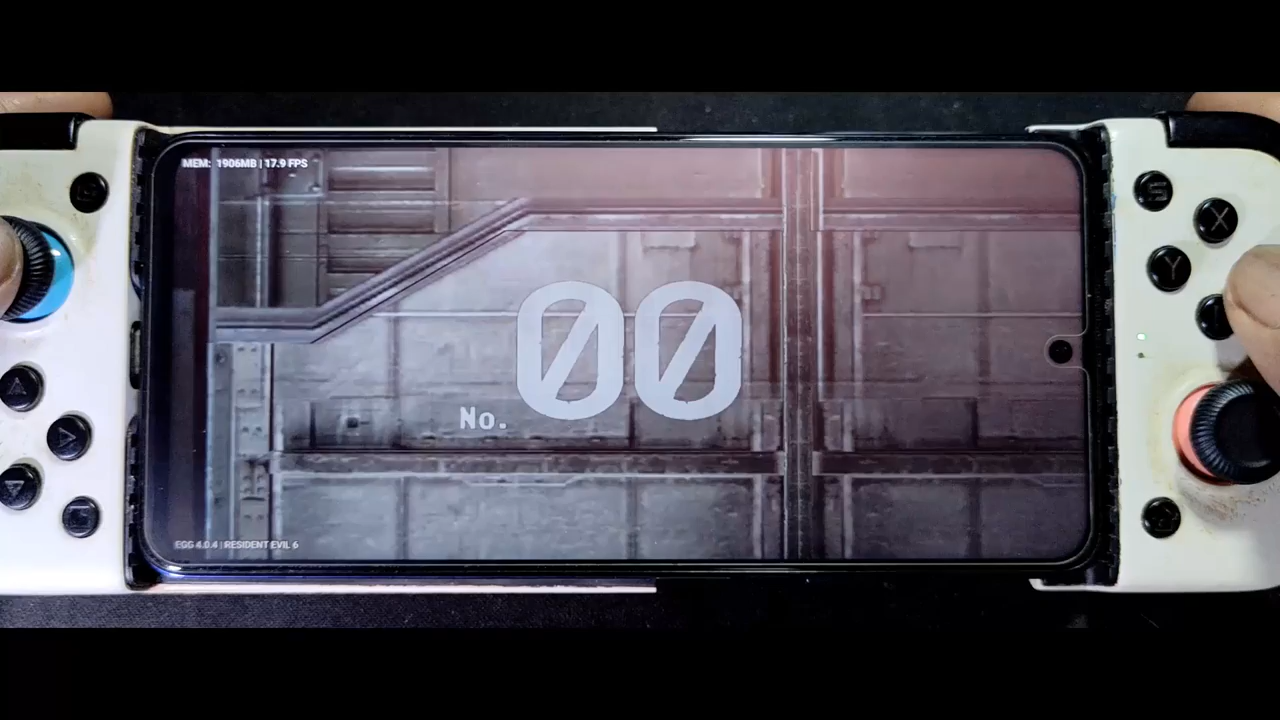 MEM: 1906MB | 17.9 FPS
00
No.
EGG 4.0.4 | RESIDENT EVIL 6
X
Y